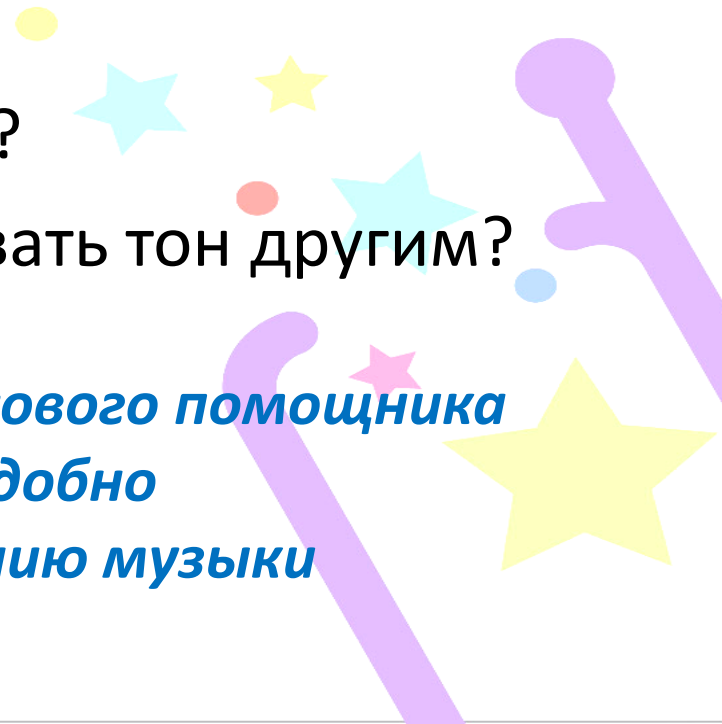 ?
вать тон другим?
ового помощника
добно
нию музыки